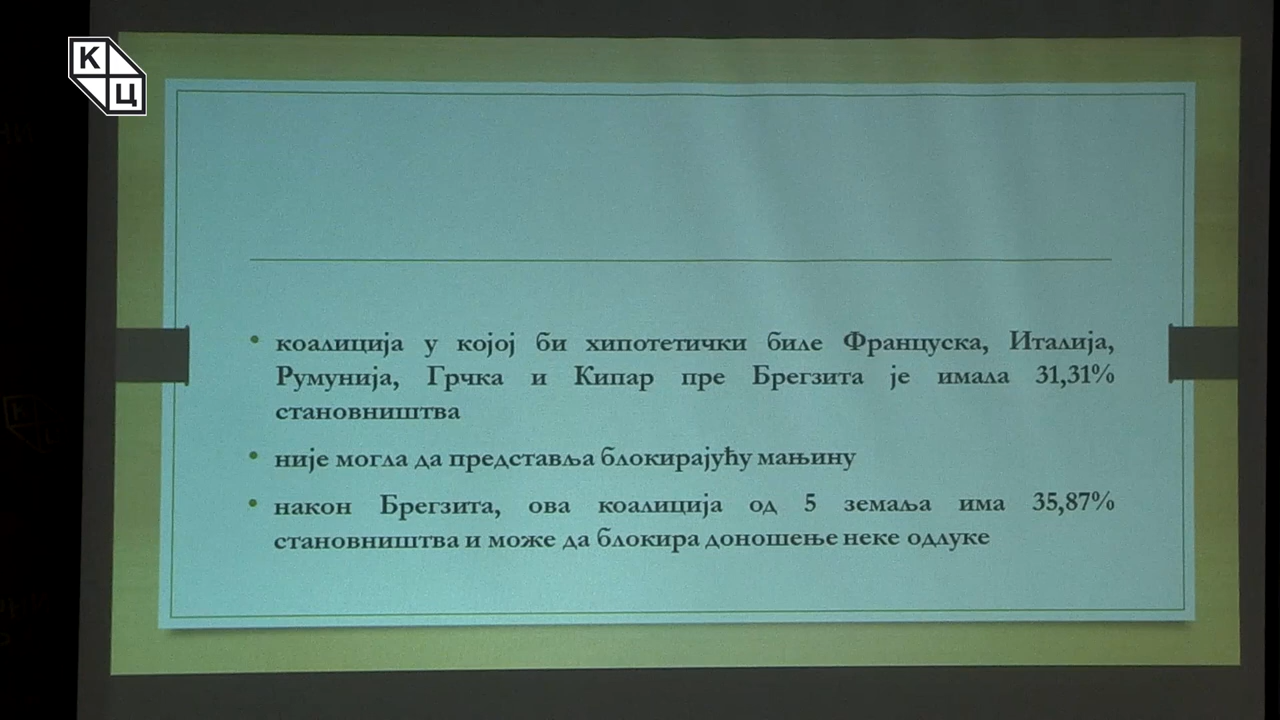 К
Ц
• коалиција у којој би хипотетички биле Француска, Италија,
Румунија, Грчка и Кипар пре Брегзита је имала 31,31%
становништва
• није могла да представља блокирајућу мањину
• након Брегзита, ова коалиција од 5 земаља има 35,87%
становништва и може да блокира доношење неке одлуке